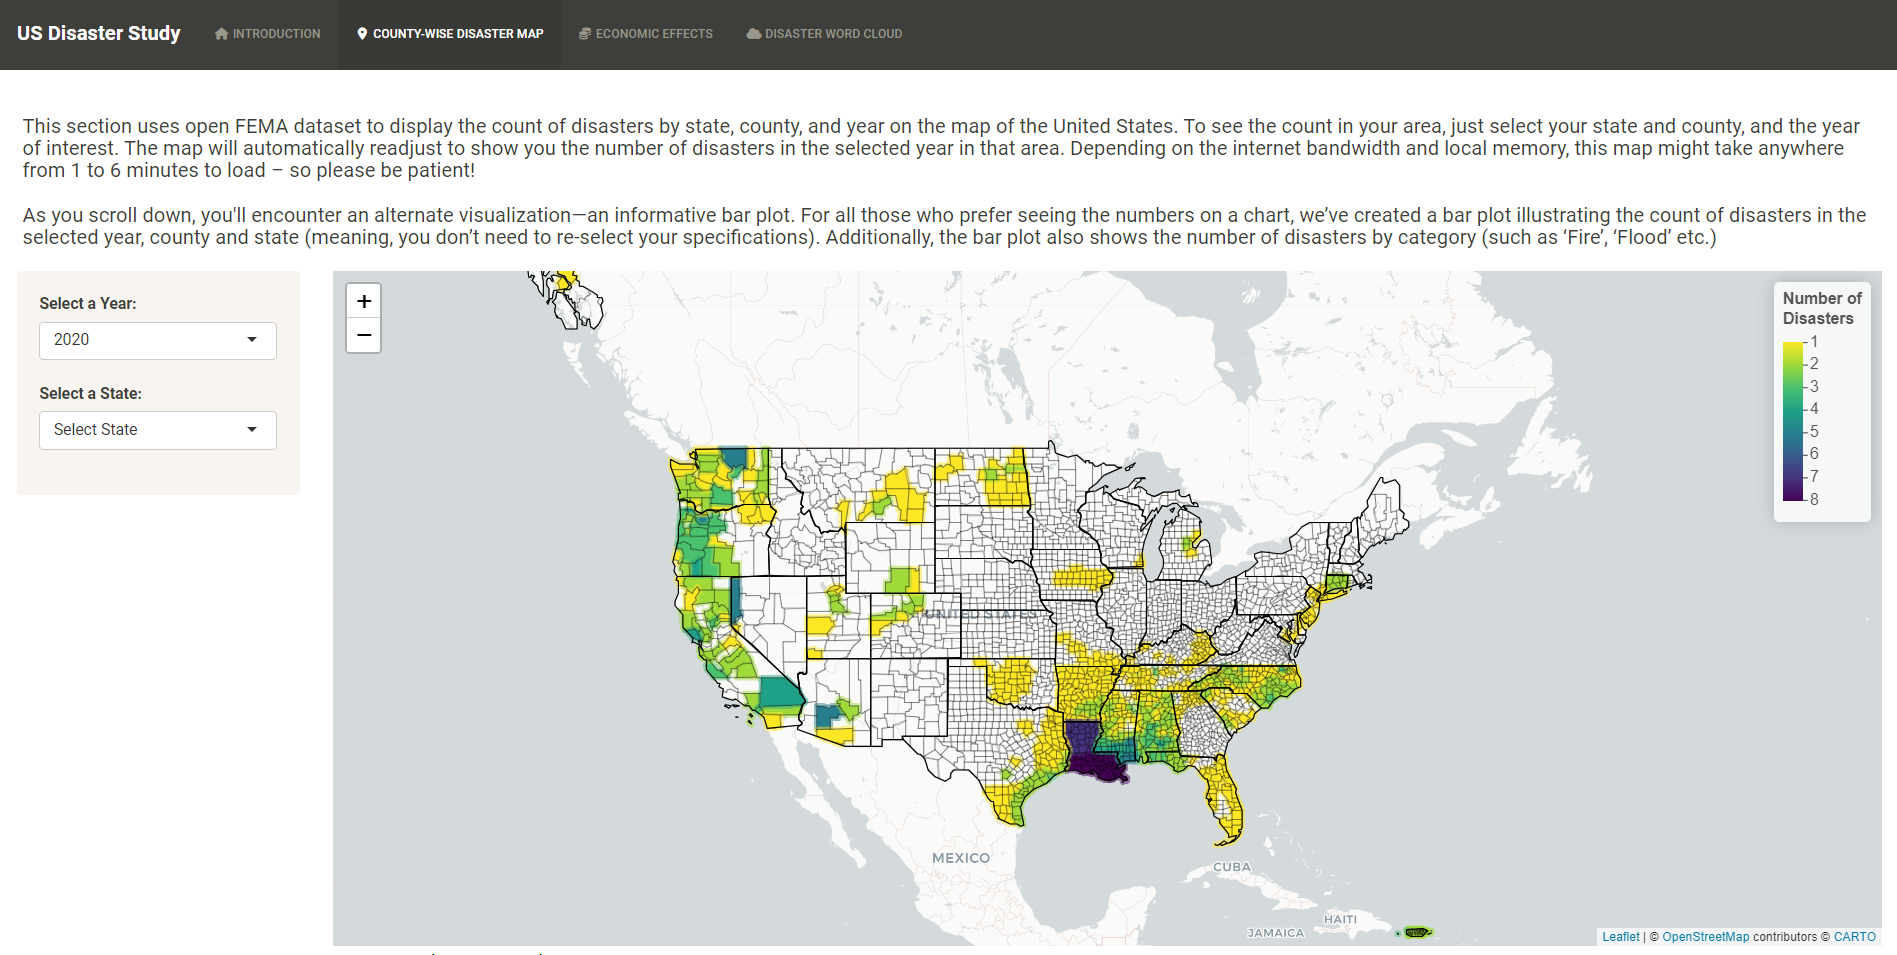 US Disaster Study
INTRODUCTION
COUNTY-WISE DISASTER MAP
ECONOMIC EFFECTS
DISASTER WORD CLOUD
This section uses open FEMA dataset to display the count of disasters by state, county, and year on the map of the United States. To see the count in your area, just select your state and county, and the year
of interest. The map will automatically readjust to show you the number of disasters in the selected year in that area. Depending on the internet bandwidth and local memory, this map might take anywhere
from 1 to 6 minutes to load – so please be patient!
As you scroll down, you'll encounter an alternate visualization—an informative bar plot. For all those who prefer seeing the numbers on a chart, we’ve created a bar plot illustrating the count of disasters in the
selected year, county and state (meaning, you don’t need to re-select your specifications). Additionally, the bar plot also shows the number of disasters by category (such as ‘Fire’, ‘Flood’ etc.)
Select a Year:
2020
Select a State:
Select State
+
−
Number of
Disasters
1
2
3
4
5
6
7
8
UNITED STATES
MEXICO
CUBA
HAITI
JAMAICA
Leaflet | © OpenStreetMap contributors © CARTO